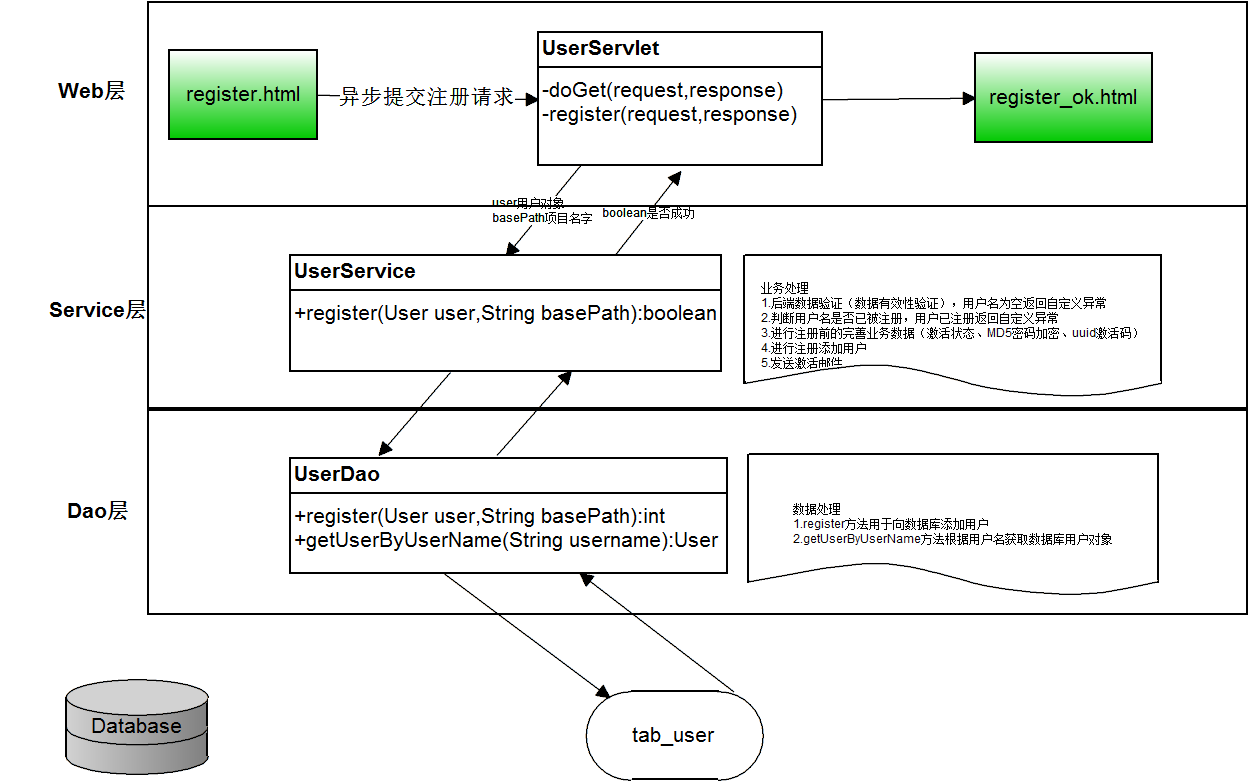 Web层
register.html
异步提交注册请求
UserServlet
-doGet(request,response)
-register(request,response)
register_ok.html
user用户对象
basePath项目名字
boolean是否成功
Service层
UserService
+register(User user,String basePath):boolean
业务处理
1.后端数据验证（数据有效性验证），用户名为空返回自定义异常
2.判断用户名是否已被注册，用户已注册返回自定义异常
3.进行注册前的完善业务数据（激活状态、MD5密码加密、uuid激活码）
4.进行注册添加用户
5.发送激活邮件
Dao层
UserDao
+register(User user,String basePath):int
+getUserByUserName(String username):User
数据处理
1.register方法用于向数据库添加用户
2.getUserByUserName方法根据用户名获取数据库用户对象
Database
tab_user